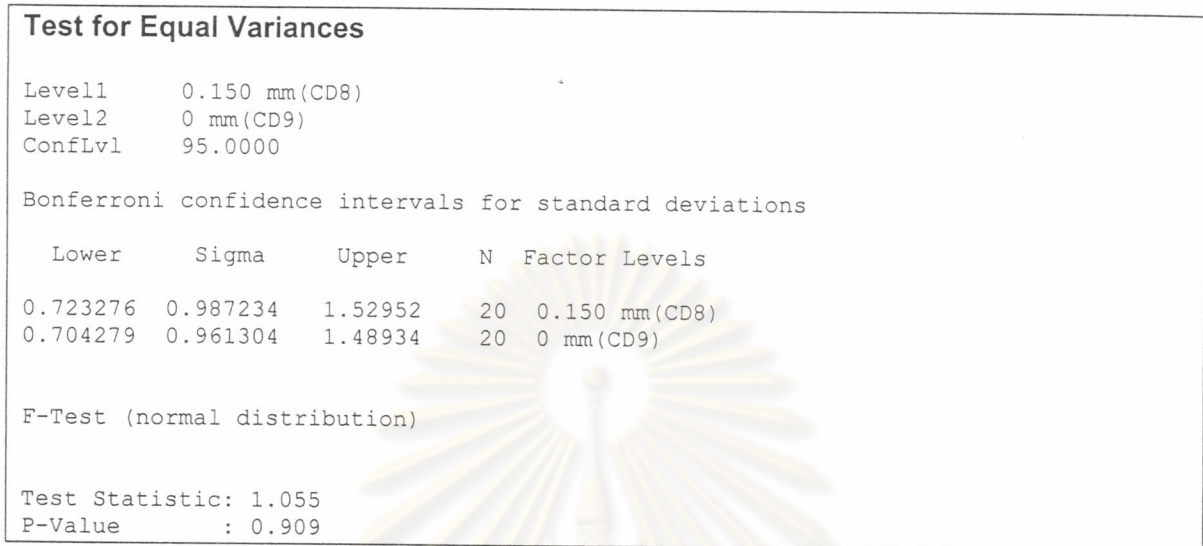 Test for Equal Variances
Level1 0.150 mm(CD8)
Level2 0 mm(CD9)
ConfLvl 95.0000
Bonferroni confidence intervals for standard deviations
Lower Sigma Upper N Factor Levels
0.723276 0.987234 1.52952 20 0.150 mm(CD8)
0.704279 0.961304 1.48934 20 0 mm(CD9)
F-Test (normal distribution)
Test Statistic: 1.055
P-Value : 0.909